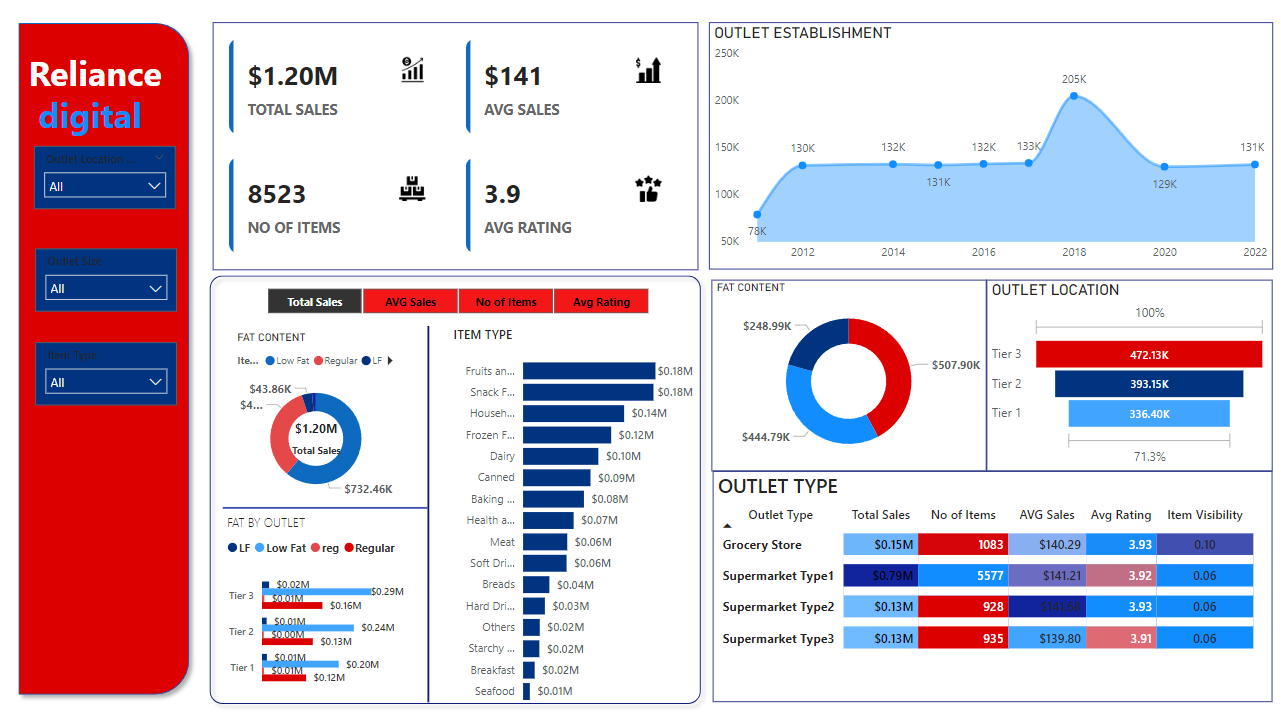 Reliance
digital
Outlet Location ...
All
Outlet Size
All
Item Type
All
$1.20M
TOTAL SALES
$141
AVG SALES
8523
NO OF ITEMS
3.9
AVG RATING
OUTLET ESTABLISHMENT
250K
200K
150K
100K
50K
78K
130K
132K
131K
132K
133K
205K
129K
131K
2012
2014
2016
2018
2020
2022
Total Sales
AVG Sales
No of Items
Avg Rating
FAT CONTENT
Ite... Low Fat Regular LF
$43.86K
$4...
$1.20M
Total Sales
$732.46K
FAT BY OUTLET
LF Low Fat reg Regular
Tier 3
$0.02M
$0.29M
$0.01M
$0.16M
Tier 2
$0.01M
$0.24M
$0.00M
$0.13M
Tier 1
$0.01M
$0.20M
$0.01M
$0.12M
ITEM TYPE
Fruits an... $0.18M
Snack F... $0.18M
Househ... $0.14M
Frozen F... $0.12M
Dairy $0.10M
Canned $0.09M
Baking ... $0.08M
Health a... $0.07M
Meat $0.06M
Soft Dri... $0.06M
Breads $0.04M
Hard Dri... $0.03M
Others $0.02M
Starchy ... $0.02M
Breakfast $0.02M
Seafood $0.01M
FAT CONTENT
$248.99K
$507.90K
$444.79K
OUTLET LOCATION
100%
Tier 3 472.13K
Tier 2 393.15K
Tier 1 336.40K
71.3%
OUTLET TYPE
Outlet Type Total Sales No of Items AVG Sales Avg Rating Item Visibility
Grocery Store $0.15M 1083 $140.29 3.93 0.10
Supermarket Type1 $0.79M 5577 $141.21 3.92 0.06
Supermarket Type2 $0.13M 928 $141.68 3.93 0.06
Supermarket Type3 $0.13M 935 $139.80 3.91 0.06